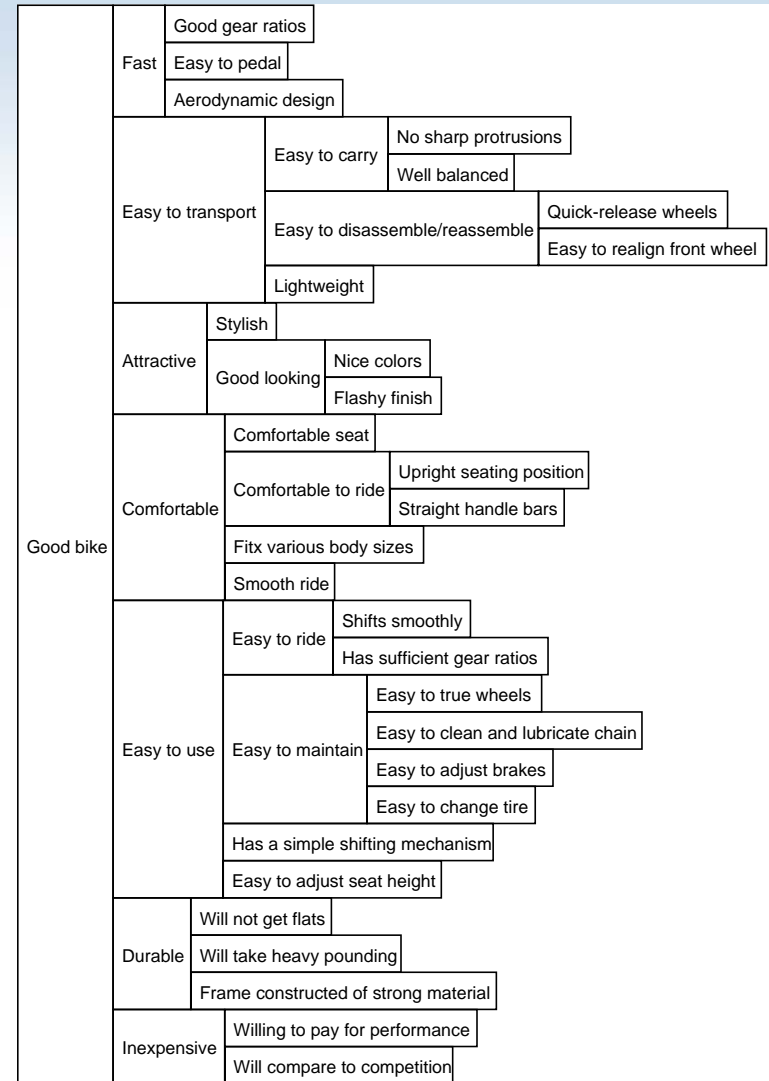 Good bike
Fast
Good gear ratios
Easy to pedal
Aerodynamic design
Easy to transport
Easy to carry
No sharp protrusions
Well balanced
Easy to disassemble/reassemble
Quick-release wheels
Easy to realign front wheel
Lightweight
Attractive
Stylish
Good looking
Nice colors
Flashy finish
Comfortable
Comfortable seat
Comfortable to ride
Upright seating position
Straight handle bars
Fitx various body sizes
Smooth ride
Easy to use
Easy to ride
Shifts smoothly
Has sufficient gear ratios
Easy to maintain
Easy to true wheels
Easy to clean and lubricate chain
Easy to adjust brakes
Easy to change tire
Has a simple shifting mechanism
Easy to adjust seat height
Durable
Will not get flats
Will take heavy pounding
Frame constructed of strong material
Inexpensive
Willing to pay for performance
Will compare to competition